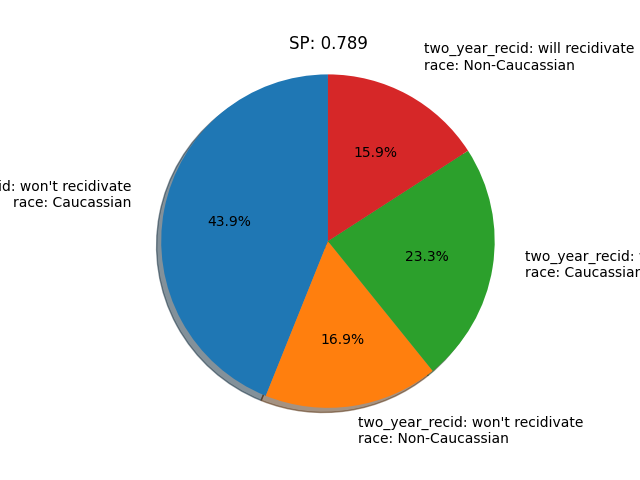 SP: 0.789
two_year_recid: will recidivate
race: Non-Caucassian
15.9%
id: won't recidivate
race: Caucassian
43.9%
23.3%
two_year_recid:
race: Caucassian
16.9%
two_year_recid: won't recidivate
race: Non-Caucassian